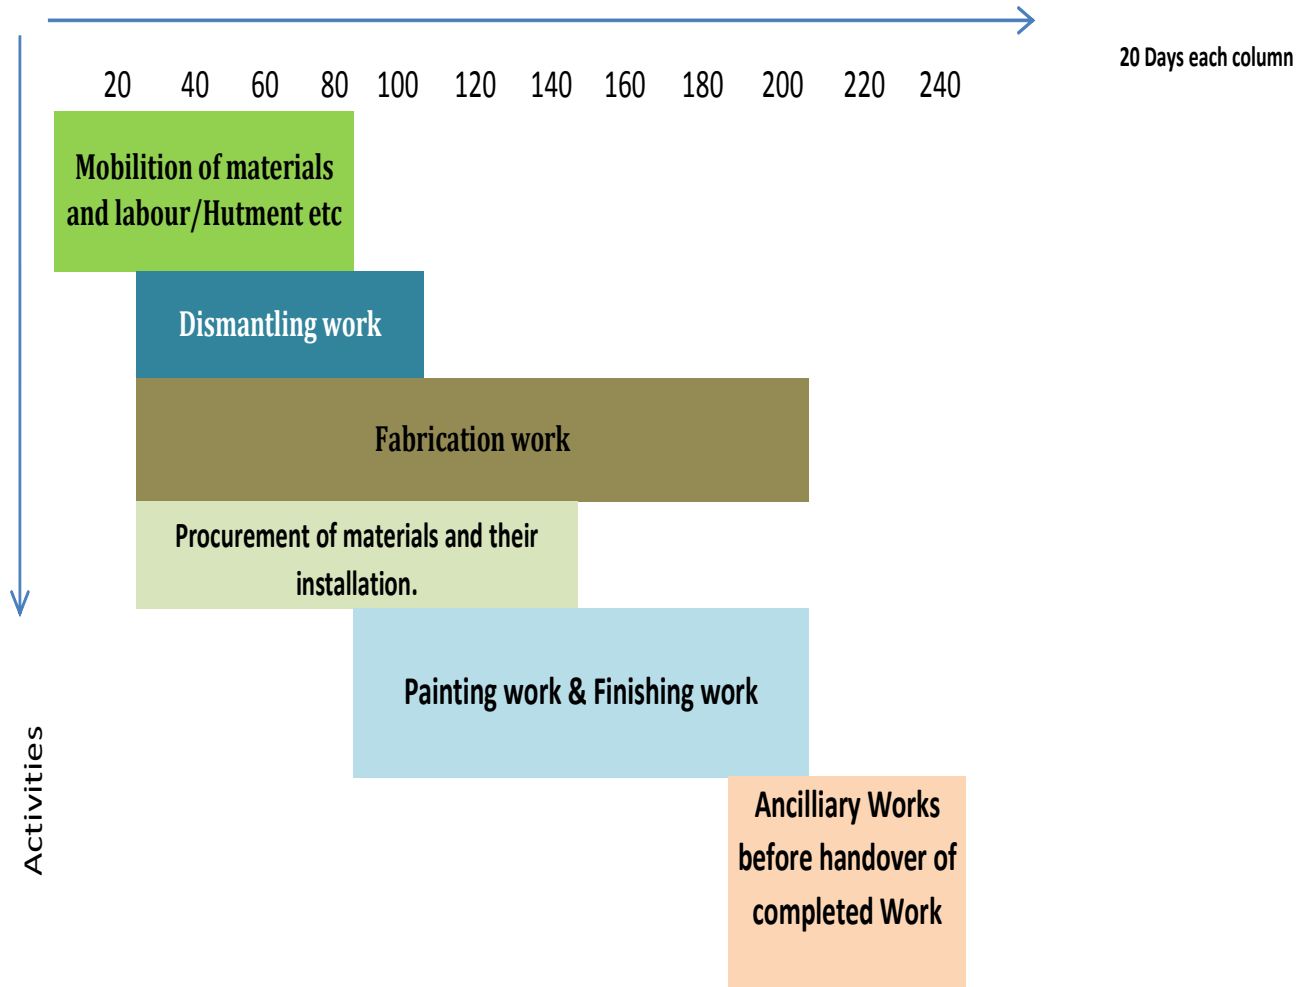 20 Days each column
20 40 60 80 100 120 140 160 180 200 220 240
Mobilition of materials
and labour/Hutment etc
Dismantling work
Fabrication work
Procurement of materials and their
installation.
Painting work & Finishing work
Activities
Ancilliary Works
before handover of
completed Work